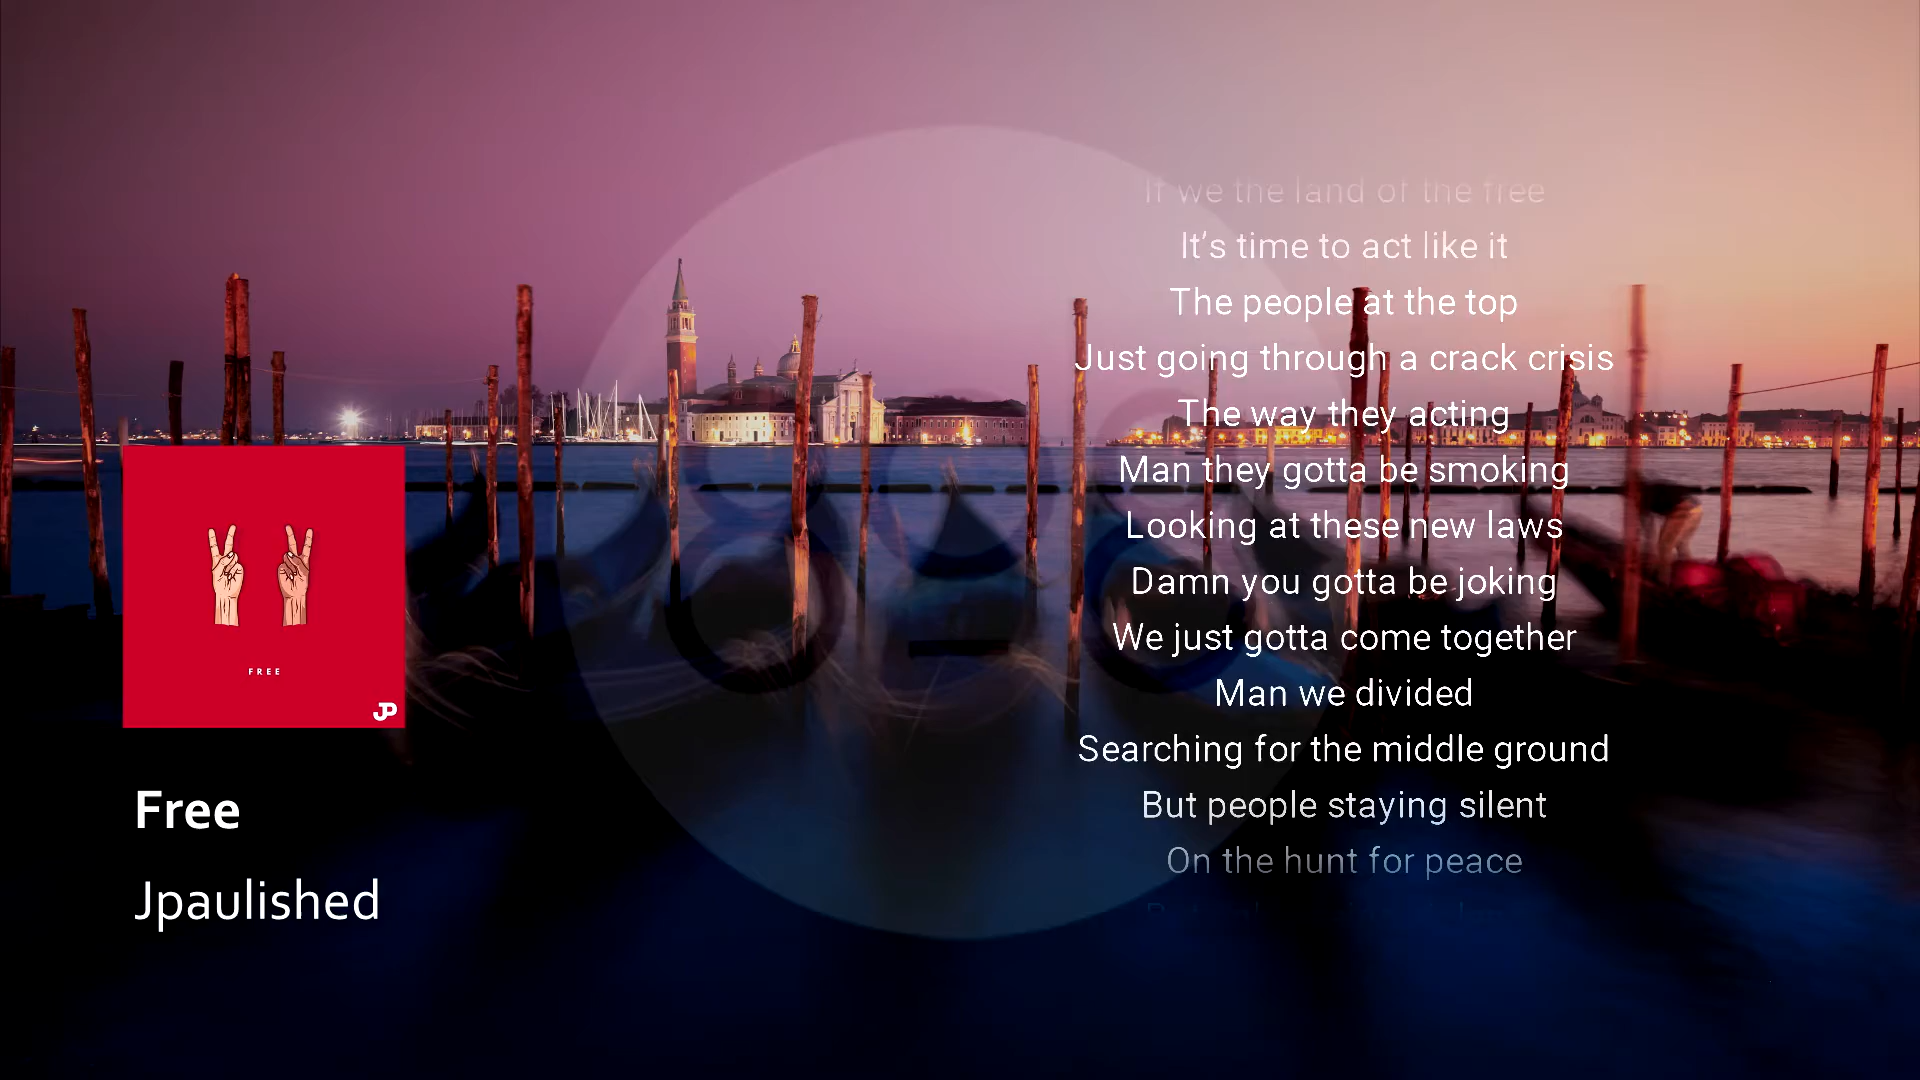 If we the land of the free
It’s time to act like it
The people at the top
Just going through a crack crisis
The way they acting
Man they gotta be smoking
Looking at these new laws
Damn you gotta be joking
We just gotta come together
Man we divided
Searching for the middle ground
But people staying silent
On the hunt for peace
FREE
JP
Free
Jpaulished